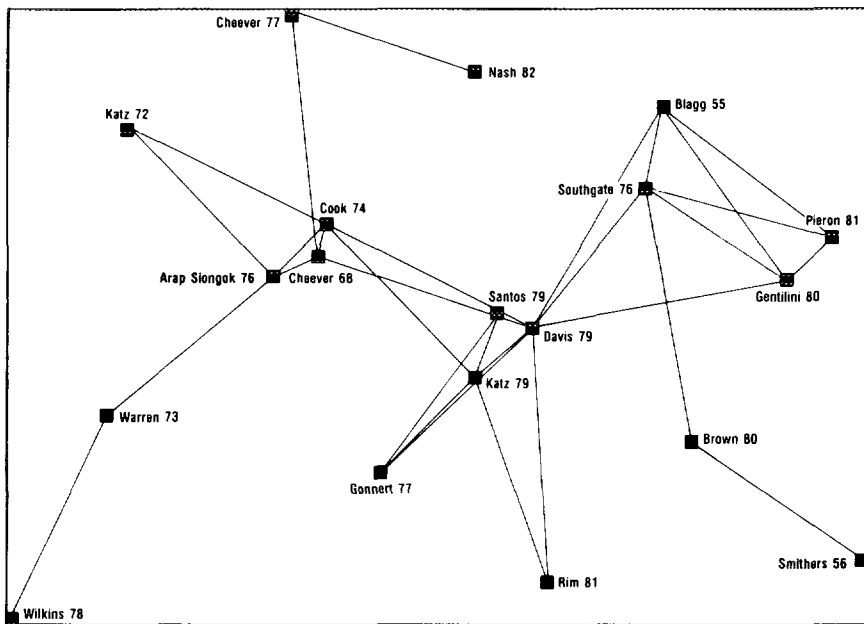 Cheever 77
Nash 82
Blagg 55
Katz 72
Southgate 76
Cook 74
Pieron 81
Arap Siongok 76
Cheever 68
Gentilini 80
Santos 79
Davis 79
Katz 79
Warren 73
Brown 80
Gonnert 77
Smithers 56
Rim 81
Wilkins 78